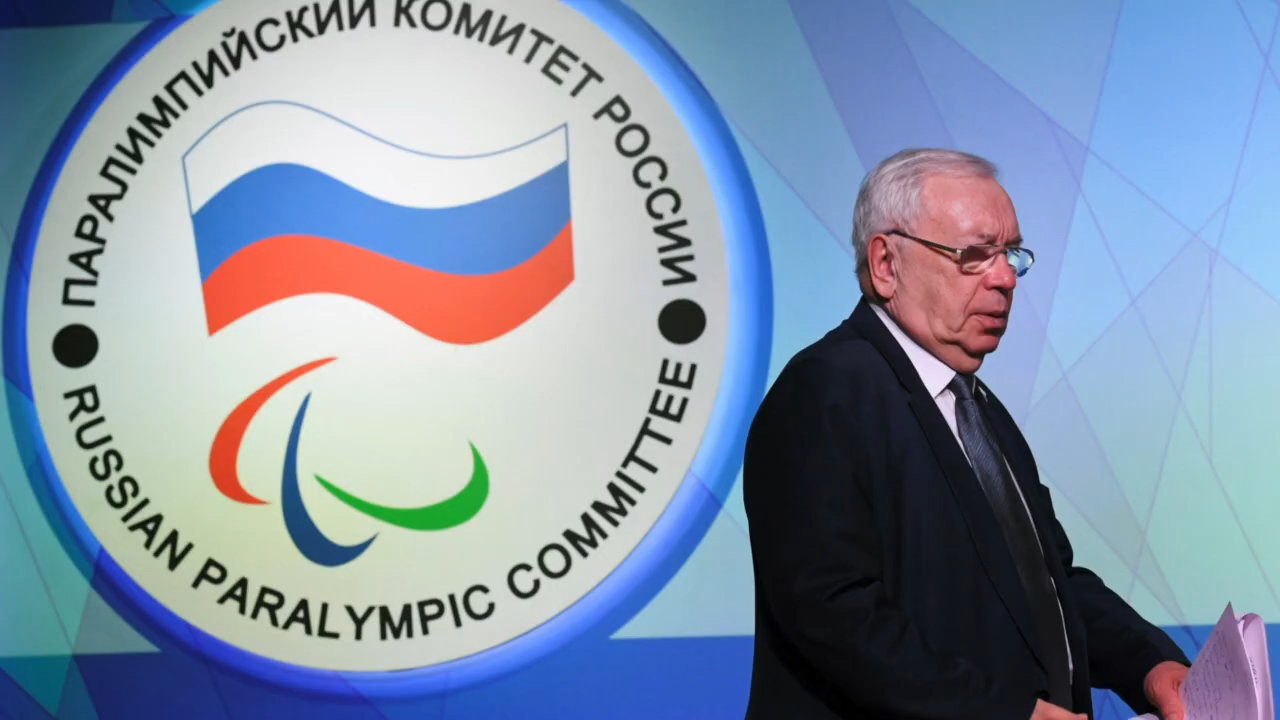 ПАРАЛИМПИЙСКИЙ КОМИТЕТ РОССИИ
RUSSIAN PARALYMPIC COMMITTEE